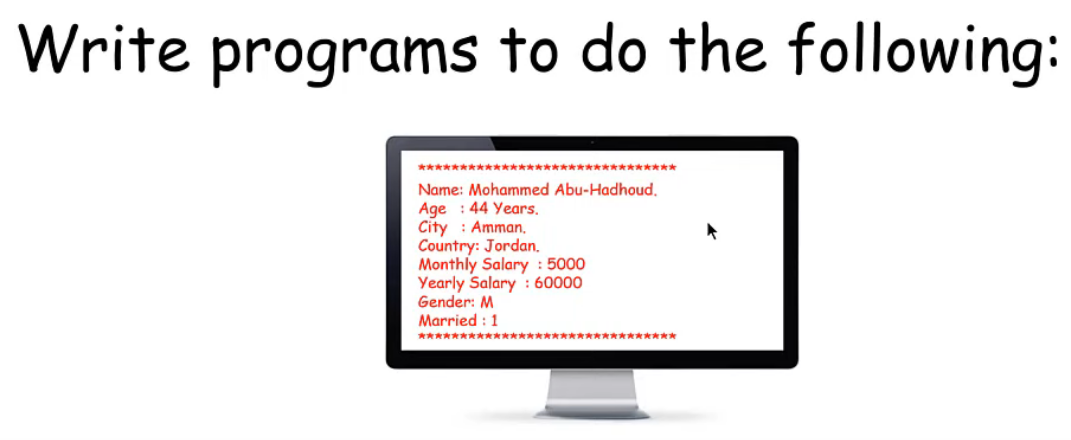 Write programs to do the following:
*******************************
Name: Mohammed Abu-Hadhoud.
Age   : 44 Years.
City   : Amman.
Country: Jordan.
Monthly Salary  : 5000
Yearly Salary  : 60000
Gender: M
Married : 1
*******************************